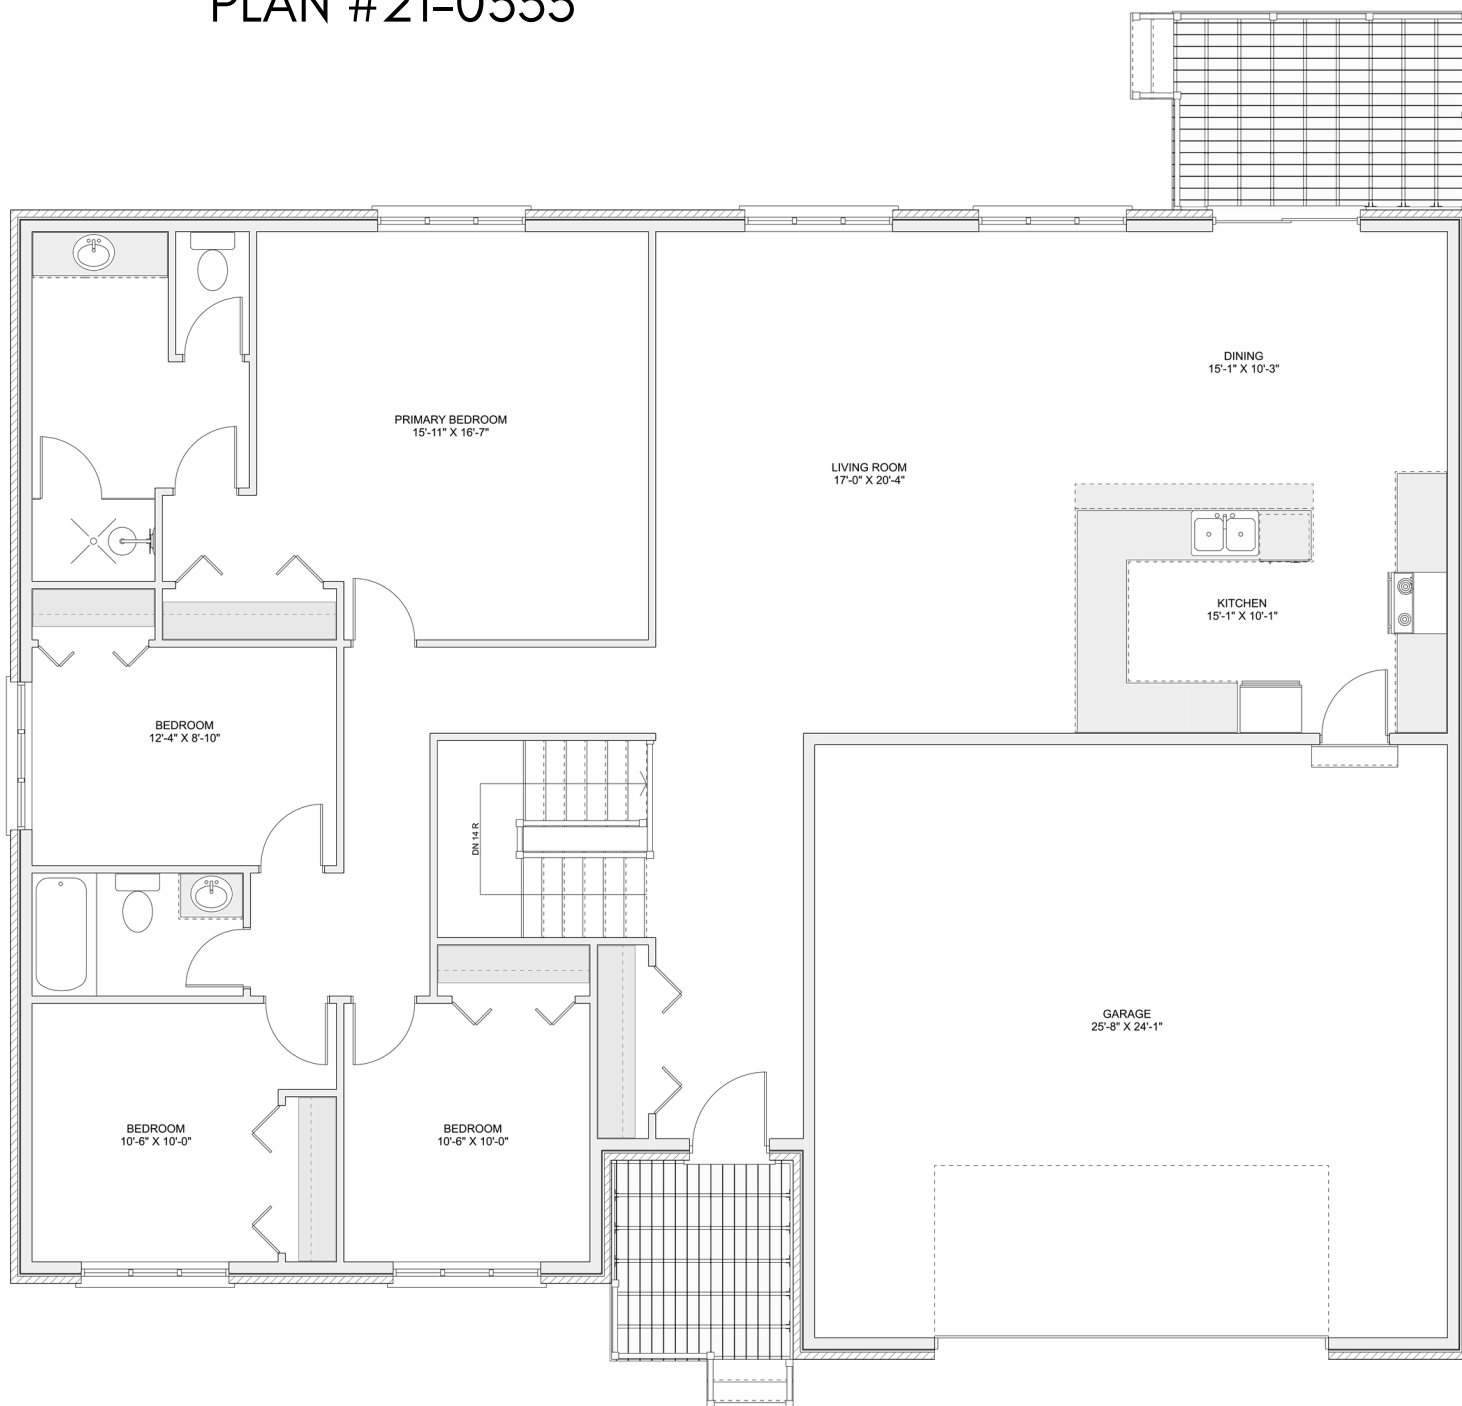 PLAN #21-0555
DINING
15'-1" X 10'-3"
PRIMARY BEDROOM
15'-11" X 16'-7"
LIVING ROOM
17'-0" X 20'-4"
KITCHEN
15'-1" X 10'-1"
BEDROOM
12'-4" X 8'-10"
DN 14 R
GARAGE
25'-8" X 24'-1"
BEDROOM
10'-6" X 10'-0"
BEDROOM
10'-6" X 10'-0"